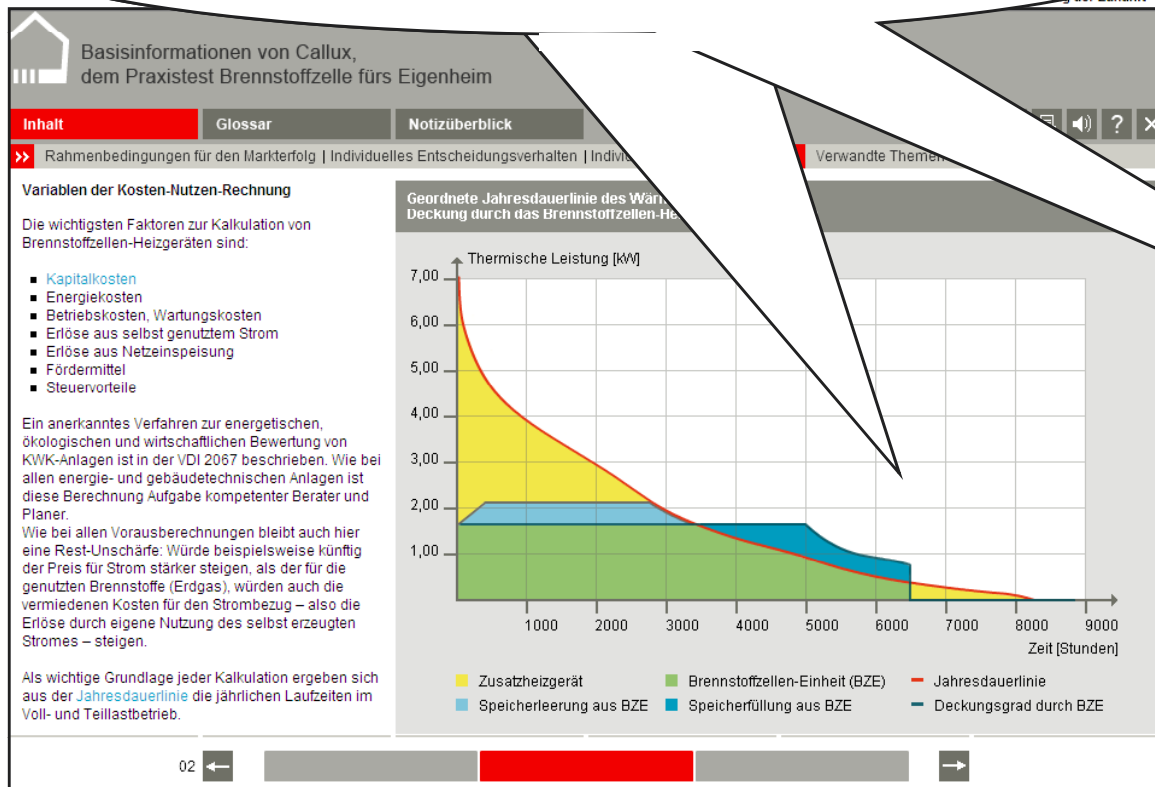 Basisinformationen von Callux,
dem Praxistest Brennstoffzelle fürs Eigenheim
Inhalt
Glossar
Notizüberblick
?
>> Rahmenbedingungen für den Markterfolg | Individuelles Entscheidungsverhalten |
Verwandte Themen
Variablen der Kosten-Nutzen-Rechnung
Die wichtigsten Faktoren zur Kalkulation von
Brennstoffzellen-Heizgeräten sind:
Kapitalkosten
Energiekosten
Betriebskosten, Wartungskosten
Erlöse aus selbst genutztem Strom
Erlöse aus Netzeinspeisung
Fördermittel
Steuervorteile
Ein anerkanntes Verfahren zur energetischen,
ökologischen und wirtschaftlichen Bewertung von
KWK-Anlagen ist in der VDI 2067 beschrieben. Wie bei
allen energie- und gebäudetechnischen Anlagen ist
diese Berechnung Aufgabe kompetenter Berater und
Planer.
Wie bei allen Vorausberechnungen bleibt auch hier
eine Rest-Unschärfe: Würde beispielsweise künftig
der Preis für Strom stärker steigen, als der für die
genutzten Brennstoffe (Erdgas), würden auch die
vermiedenen Kosten für den Strombezug – also die
Erlöse durch eigene Nutzung des selbst erzeugten
Stromes – steigen.
Als wichtige Grundlage jeder Kalkulation ergeben sich
aus der Jahresdauerlinie die jährlichen Laufzeiten im
Voll- und Teillastbetrieb.
Geordnete Jahresdauerlinie des
Deckung durch das
Thermische Leistung [kW]
7,00
6,00
5,00
4,00
3,00
2,00
1,00
1000 2000 3000 4000 5000 6000 7000 8000 9000
Zeit [Stunden]
Zusatzheizgerät
Brennstoffzellen-Einheit (BZE)
Jahresdauerlinie
Speicherleerung aus BZE
Speicherfüllung aus BZE
Deckungsgrad durch BZE
02